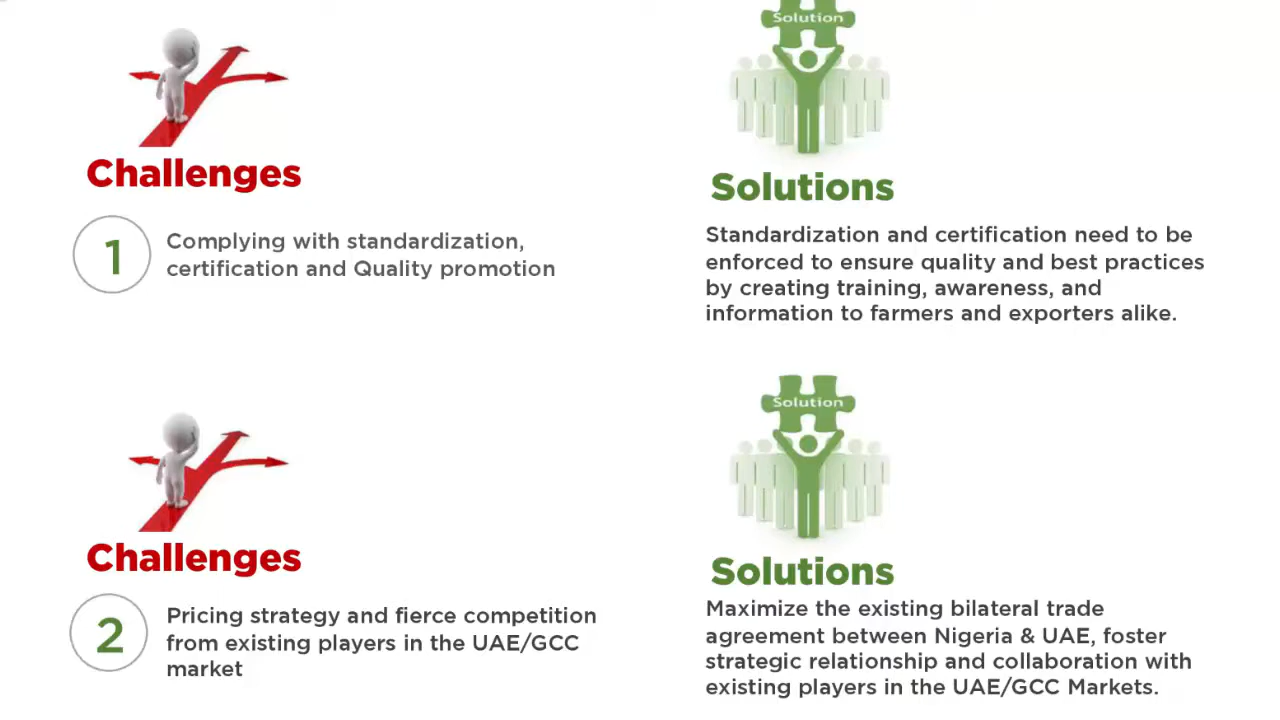 Challenges
1
Complying with standardization,
certification and Quality promotion
Solution
Solutions
Standardization and certification need to be
enforced to ensure quality and best practices
by creating training, awareness, and
information to farmers and exporters alike.
Challenges
2
Pricing strategy and fierce competition
from existing players in the UAE/GCC
market
Solution
Solutions
Maximize the existing bilateral trade
agreement between Nigeria & UAE, foster
strategic relationship and collaboration with
existing players in the UAE/GCC Markets.